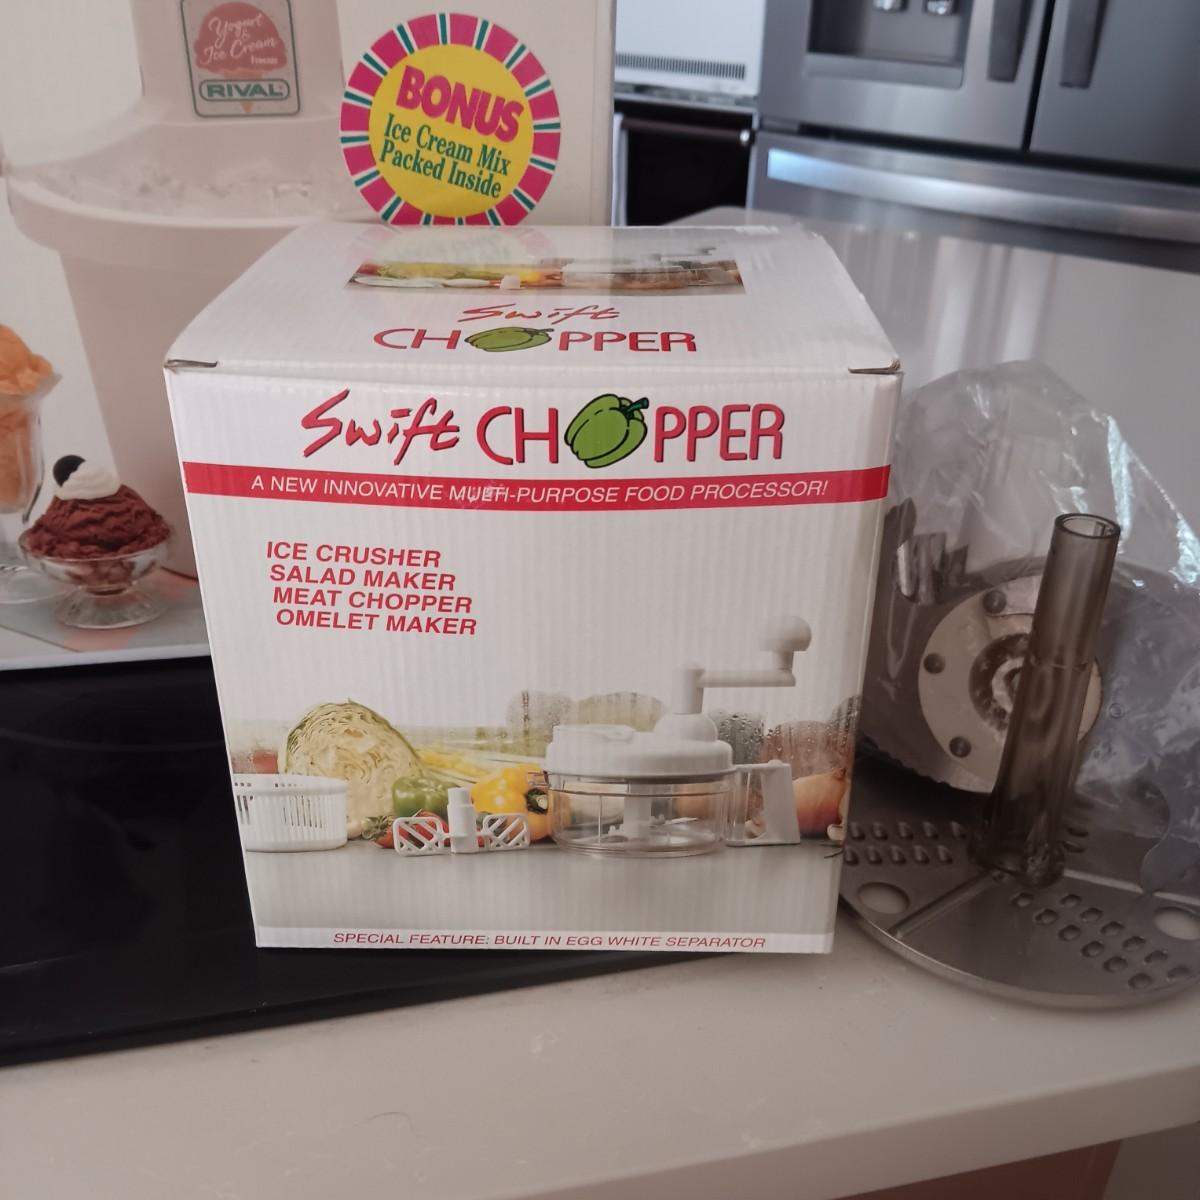 Yogurt
&
Ice Cream
Freezer
RIVAL
BONUS
Ice Cream Mix
Packed Inside
Swift
CHOPPER
Swift CHOPPER
A NEW INNOVATIVE MULTI-PURPOSE FOOD PROCESSOR!
ICE CRUSHER
SALAD MAKER
MEAT CHOPPER
OMELET MAKER
SPECIAL FEATURE: BUILT IN EGG WHITE SEPARATOR